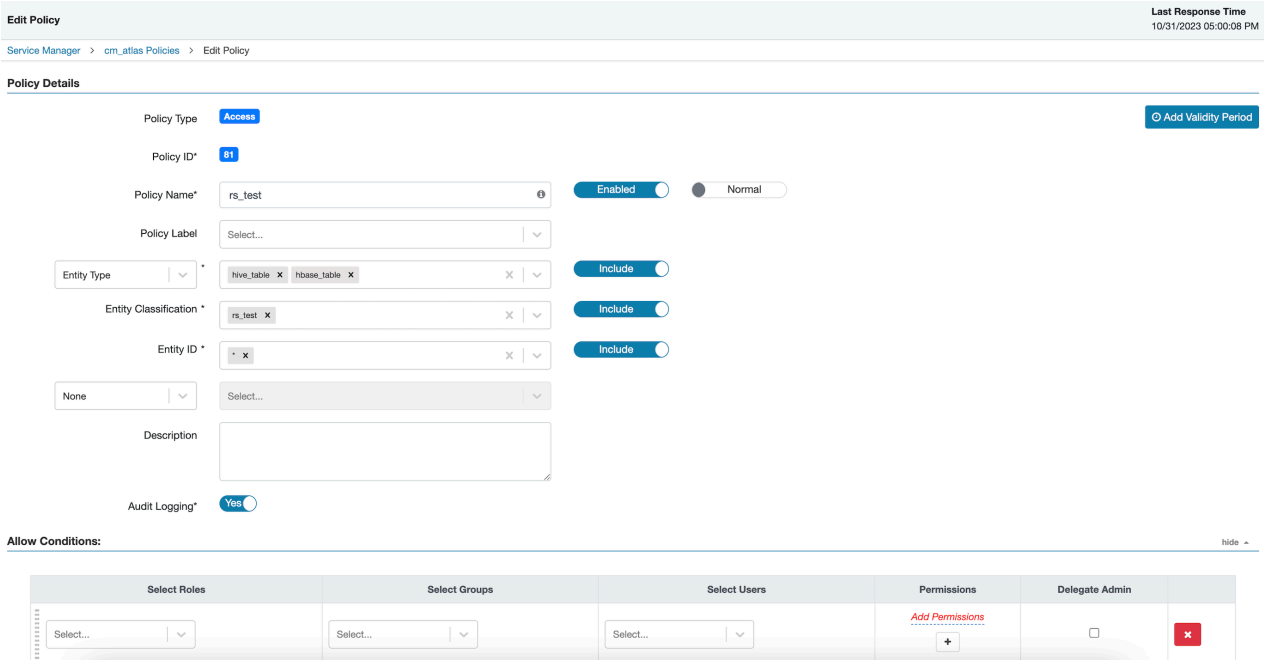 Edit Policy
Last Response Time
10/31/2023 05:00:08 PM
Service Manager > cm_atlas Policies > Edit Policy
Policy Details
Policy Type Access
Add Validity Period
Policy ID* 81
Policy Name* rs_test Enabled Normal
Policy Label Select...
Entity Type * hive_table x hbase_table x Include
Entity Classification * rs_test x Include
Entity ID * * x Include
None Select...
Description
Audit Logging* Yes
Allow Conditions: hide
Select Roles Select Groups Select Users Permissions Delegate Admin
Add Permissions
Select... Select... Select... + x